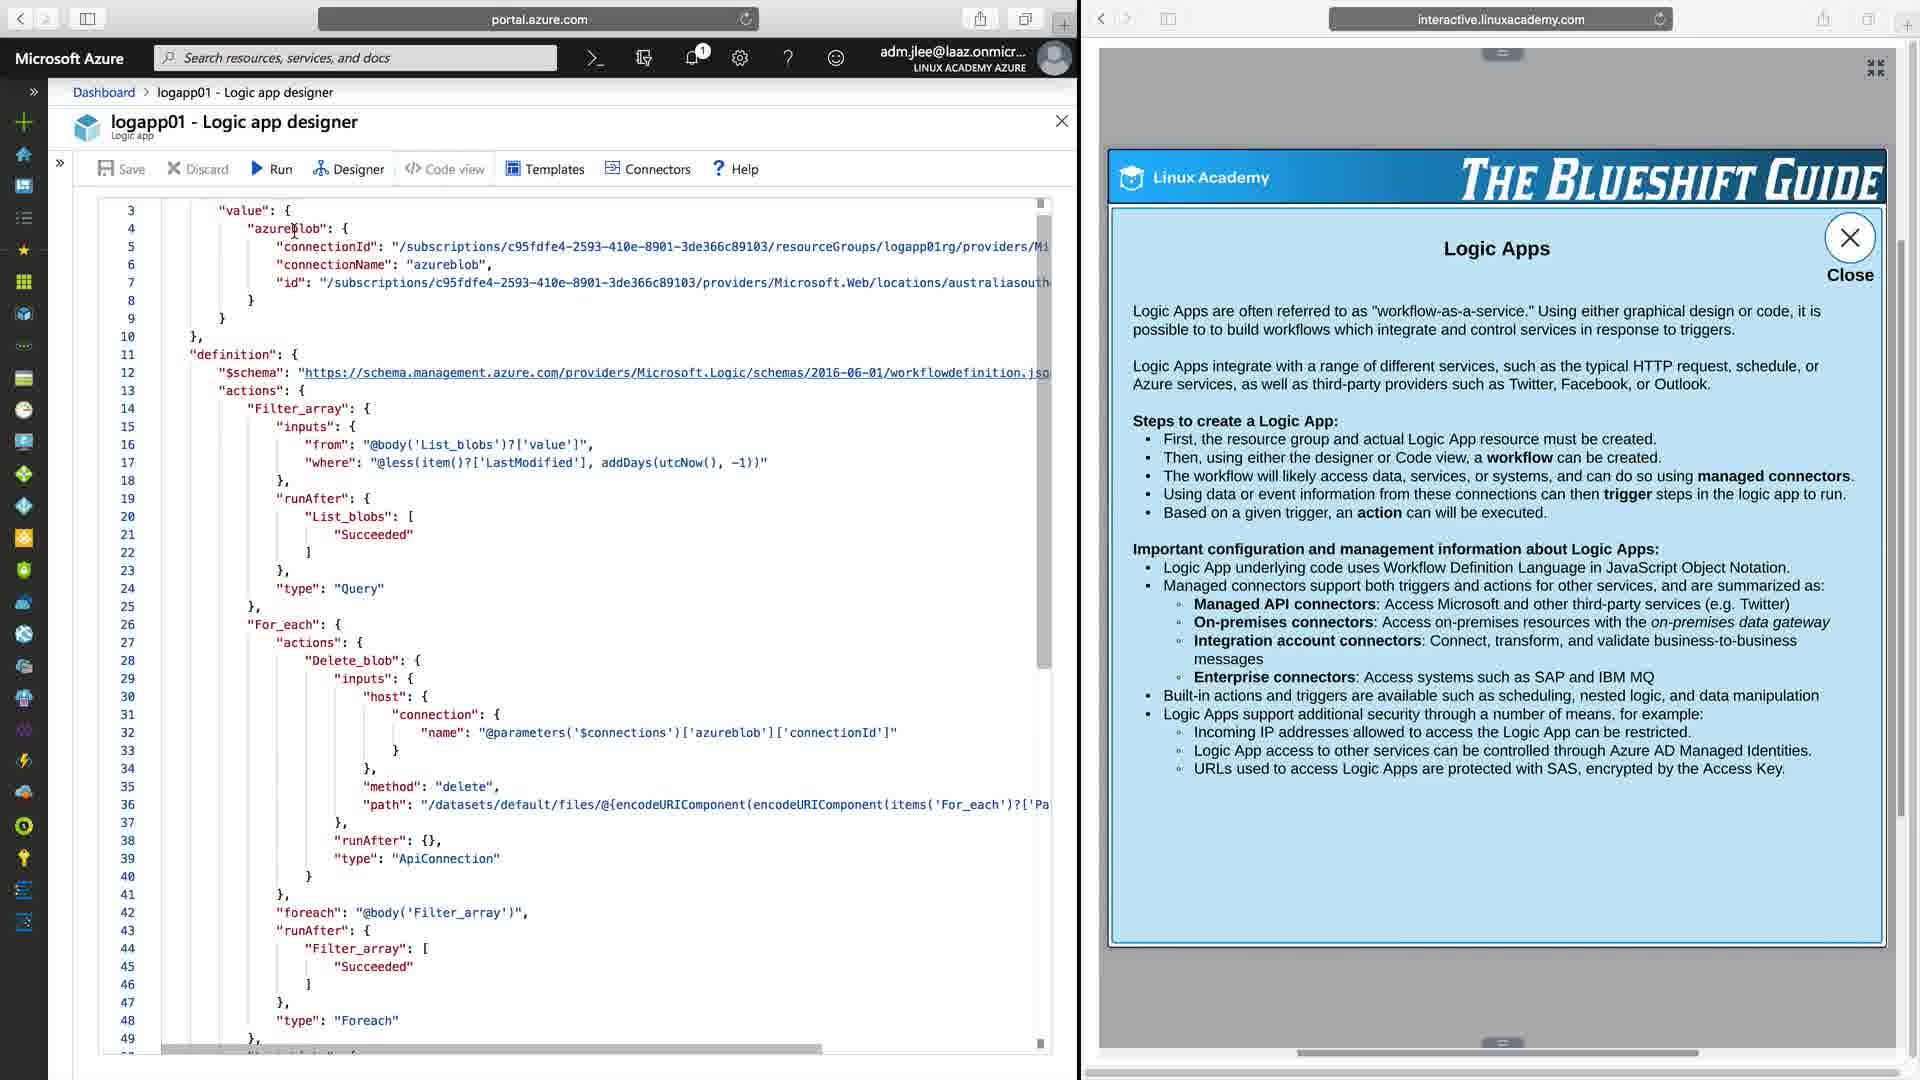 portal.azure.com
Microsoft Azure
Search resources, services, and docs
1
adm.jlee@laaz.onmicr...
LINUX ACADEMY AZURE
Dashboard > logapp01 - Logic app designer
logapp01 - Logic app designer
Logic app
Save Discard Run Designer </> Code view Templates Connectors ? Help
3 "value": {
4 "azureblob": {
5 "connectionId": "/subscriptions/c95fdfe4-2593-410e-8901-3de366c89103/resourceGroups/logapp01rg/providers/Mi
6 "connectionName": "azureblob",
7 "id": "/subscriptions/c95fdfe4-2593-410e-8901-3de366c89103/providers/Microsoft.Web/locations/australiasouth
8 }
9 }
10 },
11 "definition": {
12 "$schema": "https://schema.management.azure.com/providers/Microsoft.Logic/schemas/2016-06-01/workflowdefinition.jso
13 "actions": {
14 "Filter_array": {
15 "inputs": {
16 "from": "@body('List_blobs')?['value']",
17 "where": "@less(item()?['LastModified'], addDays(utcNow(), -1))"
18 },
19 "runAfter": {
20 "List_blobs": [
21 "Succeeded"
22 ]
23 },
24 "type": "Query"
25 },
26 "For_each": {
27 "actions": {
28 "Delete_blob": {
29 "inputs": {
30 "host": {
31 "connection": {
32 "name": "@parameters('$connections')['azureblob']['connectionId']"
33 }
34 },
35 "method": "delete",
36 "path": "/datasets/default/files/@{encodeURIComponent(encodeURIComponent(items('For_each')?['Pa
37 },
38 "runAfter": {},
39 "type": "ApiConnection"
40 }
41 },
42 "foreach": "@body('Filter_array')",
43 "runAfter": {
44 "Filter_array": [
45 "Succeeded"
46 ]
47 },
48 "type": "Foreach"
49 },
interactive.linuxacademy.com
Linux Academy
THE BLUESHIFT GUIDE
Logic Apps
Close
Logic Apps are often referred to as "workflow-as-a-service." Using either graphical design or code, it is
possible to to build workflows which integrate and control services in response to triggers.
Logic Apps integrate with a range of different services, such as the typical HTTP request, schedule, or
Azure services, as well as third-party providers such as Twitter, Facebook, or Outlook.
Steps to create a Logic App:
• First, the resource group and actual Logic App resource must be created.
• Then, using either the designer or Code view, a workflow can be created.
• The workflow will likely access data, services, or systems, and can do so using managed connectors.
• Using data or event information from these connections can then trigger steps in the logic app to run.
• Based on a given trigger, an action can will be executed.
Important configuration and management information about Logic Apps:
• Logic App underlying code uses Workflow Definition Language in JavaScript Object Notation.
• Managed connectors support both triggers and actions for other services, and are summarized as:
◦ Managed API connectors: Access Microsoft and other third-party services (e.g. Twitter)
◦ On-premises connectors: Access on-premises resources with the on-premises data gateway
◦ Integration account connectors: Connect, transform, and validate business-to-business
messages
◦ Enterprise connectors: Access systems such as SAP and IBM MQ
• Built-in actions and triggers are available such as scheduling, nested logic, and data manipulation
• Logic Apps support additional security through a number of means, for example:
◦ Incoming IP addresses allowed to access the Logic App can be restricted.
◦ Logic App access to other services can be controlled through Azure AD Managed Identities.
◦ URLs used to access Logic Apps are protected with SAS, encrypted by the Access Key.